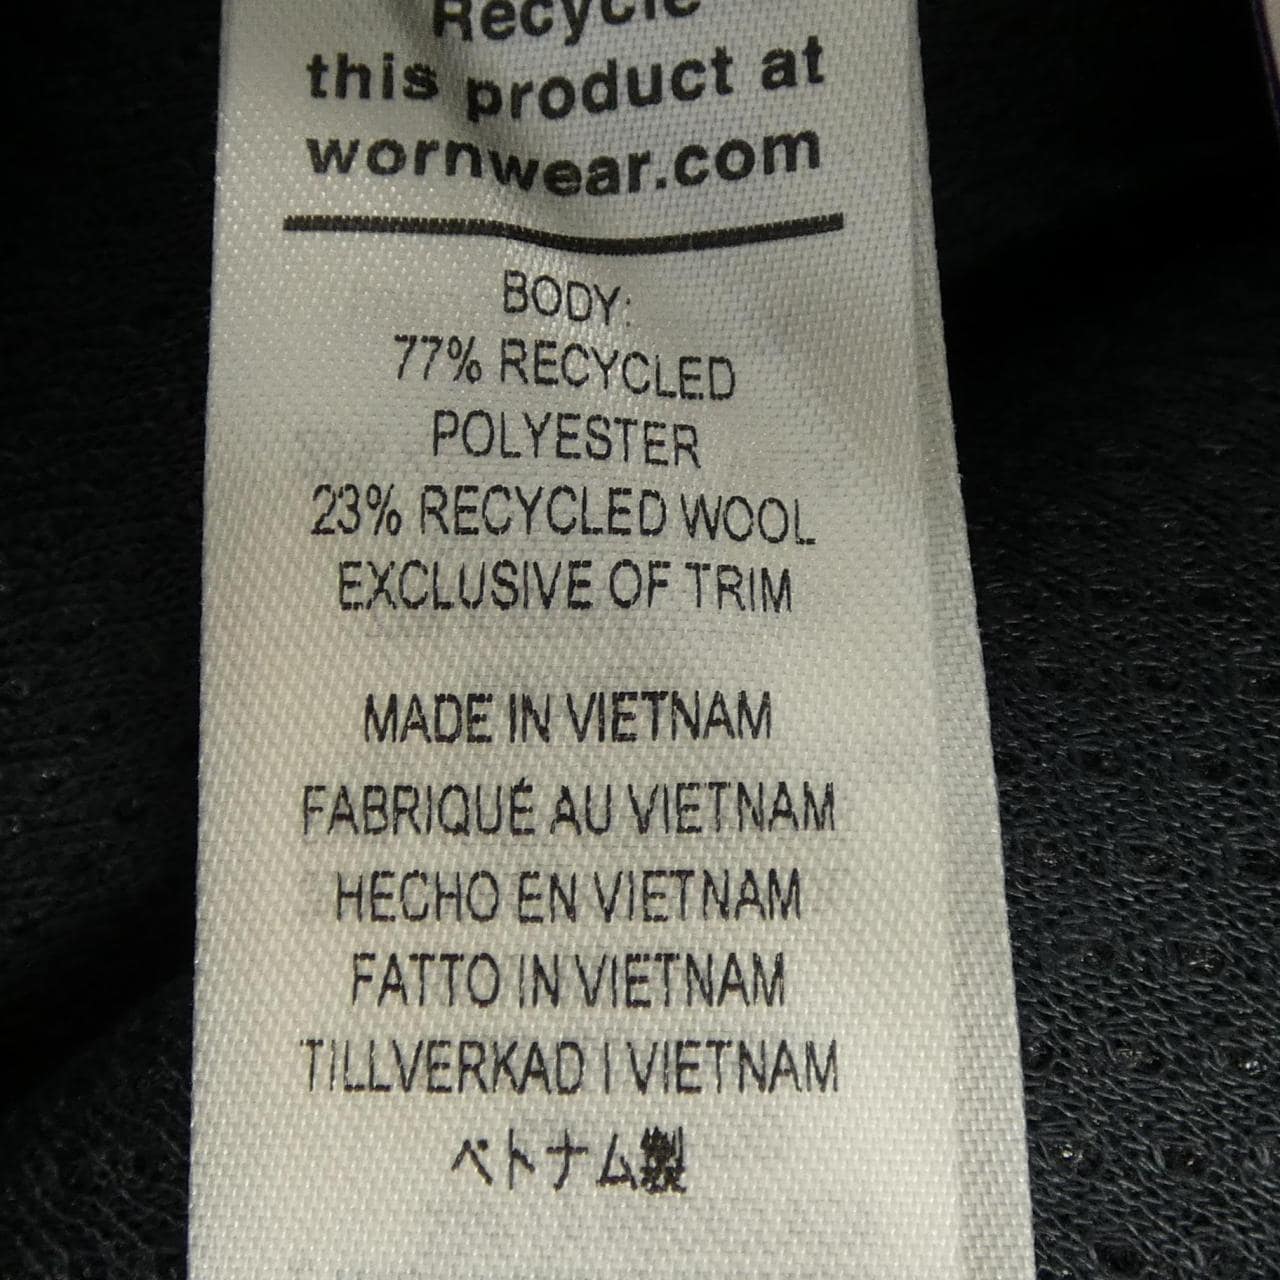 Recycle
this product at
wornwear.com
BODY:
77% RECYCLED
POLYESTER
23% RECYCLED WOOL
EXCLUSIVE OF TRIM
MADE IN VIETNAM
FABRIQUÉ AU VIETNAM
HECHO EN VIETNAM
FATTO IN VIETNAM
TILLVERKAD I VIETNAM
ベトナム製